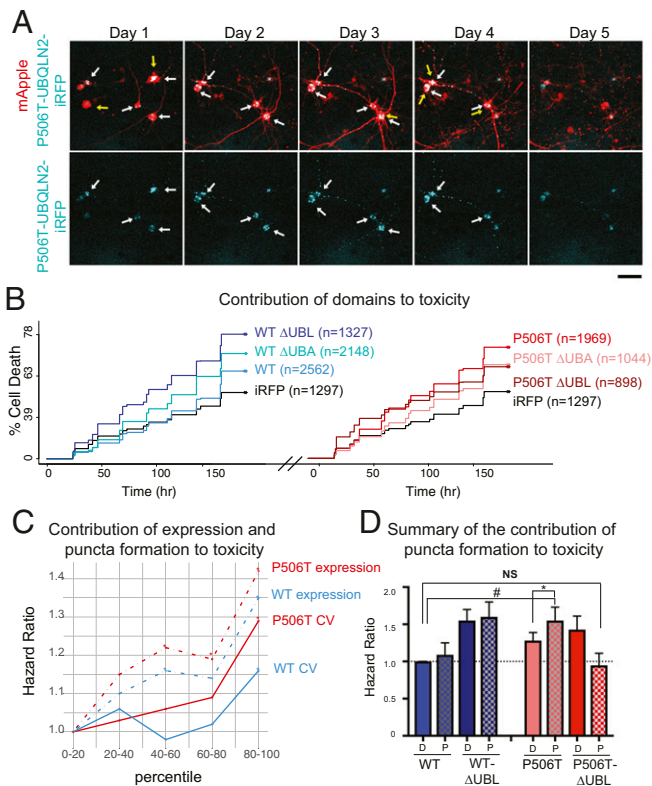 A
Day 1 Day 2 Day 3 Day 4 Day 5
mApple
P506T-UBQLN2-
iRFP
P506T-UBQLN2-
iRFP
B
Contribution of domains to toxicity
% Cell Death
78
63
39
0
WT ΔUBL (n=1327)
WT ΔUBA (n=2148)
WT (n=2562)
iRFP (n=1297)
0 50 100 150
Time (hr)
P506T (n=1969)
P506T ΔUBA (n=1044)
P506T ΔUBL (n=898)
iRFP (n=1297)
0 50 100 150
Time (hr)
C
Contribution of expression and
puncta formation to toxicity
Hazard Ratio
1.4
1.3
1.2
1.1
1.0
P506T expression
WT expression
P506T CV
WT CV
0-20 20-40 40-60 60-80 80-100
percentile
D
Summary of the contribution of
puncta formation to toxicity
Hazard Ratio
2.0
1.5
1.0
0.5
0
NS
#
*
D P D P D P D P
WT WT-
ΔUBL P506T P506T-
ΔUBL